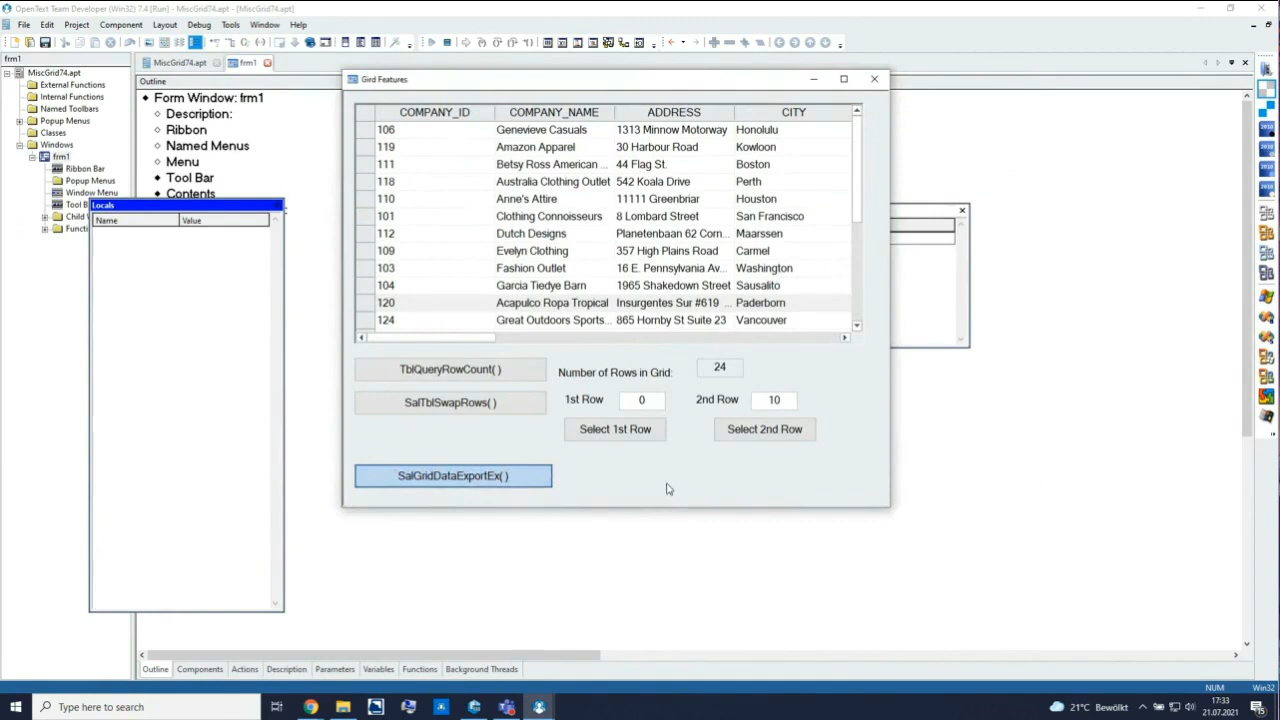 OpenText Team Developer (Win32) 7.4 [Run] - MiscGrid74.apt - [MiscGrid74.apt]
File Edit Project Component Layout Debug Tools Window Help
frm1
MiscGrid74.apt
External Functions
Internal Functions
Named Toolbars
Popup Menus
Classes
Windows
frm1
Ribbon Bar
Popup Menus
Window Menu
Tool B
Child W
Functi
MiscGrid74.apt frm1
Outline
Form Window: frm1
Description:
Ribbon
Named Menus
Menu
Tool Bar
Contents
Locals
Name Value
Gird Features
COMPANY_ID COMPANY_NAME ADDRESS CITY
106 Genevieve Casuals 1313 Minnow Motorway Honolulu
119 Amazon Apparel 30 Harbour Road Kowloon
111 Betsy Ross American ... 44 Flag St. Boston
118 Australia Clothing Outlet 542 Koala Drive Perth
110 Anne's Attire 11111 Greenbriar Houston
101 Clothing Connoisseurs 8 Lombard Street San Francisco
112 Dutch Designs Planetenbaan 62 Corn... Maarssen
109 Evelyn Clothing 357 High Plains Road Carmel
103 Fashion Outlet 16 E. Pennsylvania Av... Washington
104 Garcia Tiedye Barn 1965 Shakedown Street Sausalito
120 Acapulco Ropa Tropical Insurgentes Sur #619 ... Paderborn
124 Great Outdoors Sports... 865 Hornby St Suite 23 Vancouver
TblQueryRowCount( ) Number of Rows in Grid: 24
SalTblSwapRows( ) 1st Row 0 2nd Row 10
Select 1st Row Select 2nd Row
SalGridDataExportEx( )
Outline Components Actions Description Parameters Variables Functions Background Threads
NUM Win32
Type here to search
21°C Bewölkt
17:33
21.07.2021